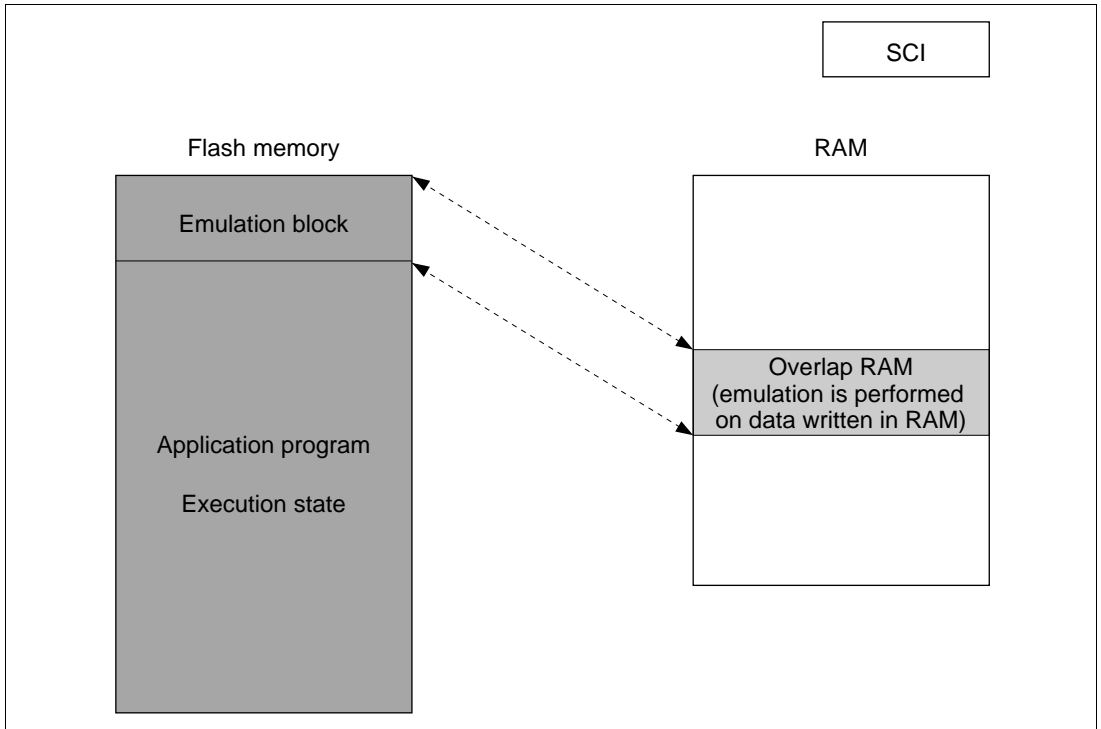 SCI
Flash memory
RAM
Emulation block
Overlap RAM
(emulation is performed
on data written in RAM)
Application program
Execution state